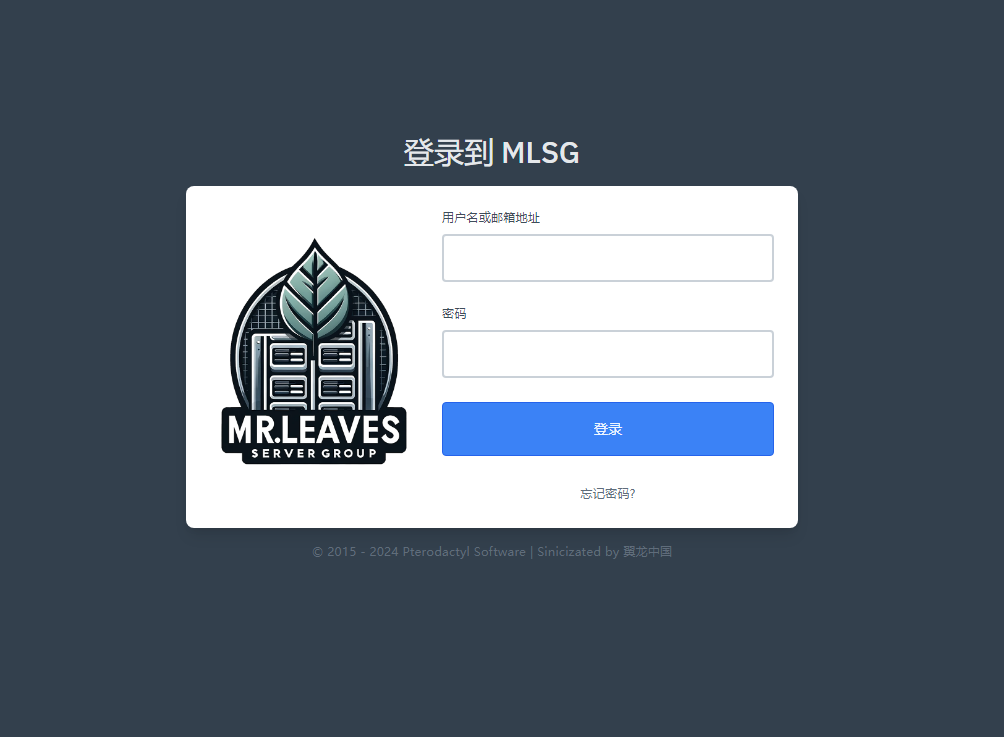 登录到 MLSG
用户名或邮箱地址
密码
登录
忘记密码?
MR.LEAVES
SERVER GROUP
© 2015 - 2024 Pterodactyl Software | Sinicizated by 翼龙中国